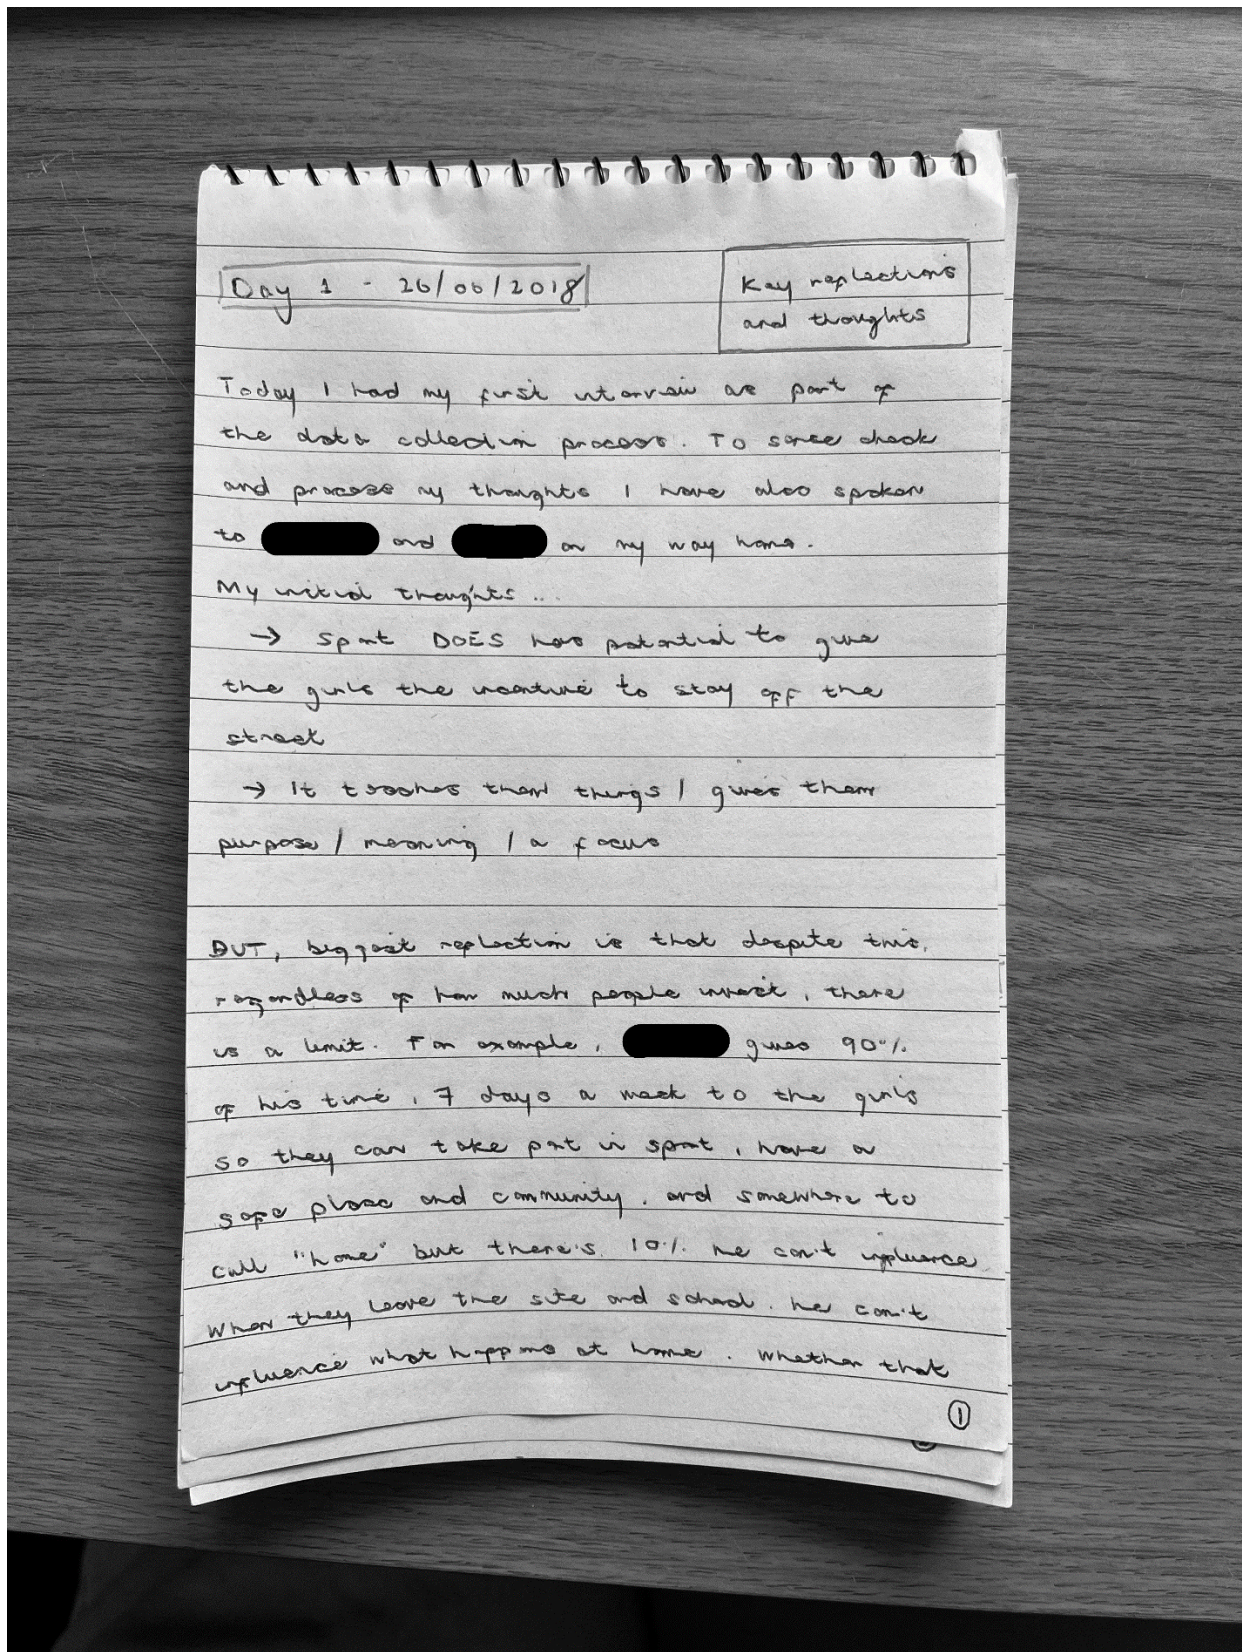 Day 1 - 26/06/2018
Key reflections
and thoughts
Today I had my first interview as part of
the data collection process. To sense check
and process my thoughts I have also spoken
to and on my way home.
My initial thoughts...
→ Sport DOES has potential to give
the girls the incentive to stay off the
street
→ It teaches them things / gives them
purpose / meaning / a focus
BUT, biggest reflection is that despite this,
regardless of how much people invest, there
is a limit. For example, gives 90%
of his time, 7 days a week to the girls
so they can take part in sport, have a
safe place and community, and somewhere to
call "home" but there's 10% he can't influence
when they leave the site and school. He can't
influence what happens at home. Whether that
1